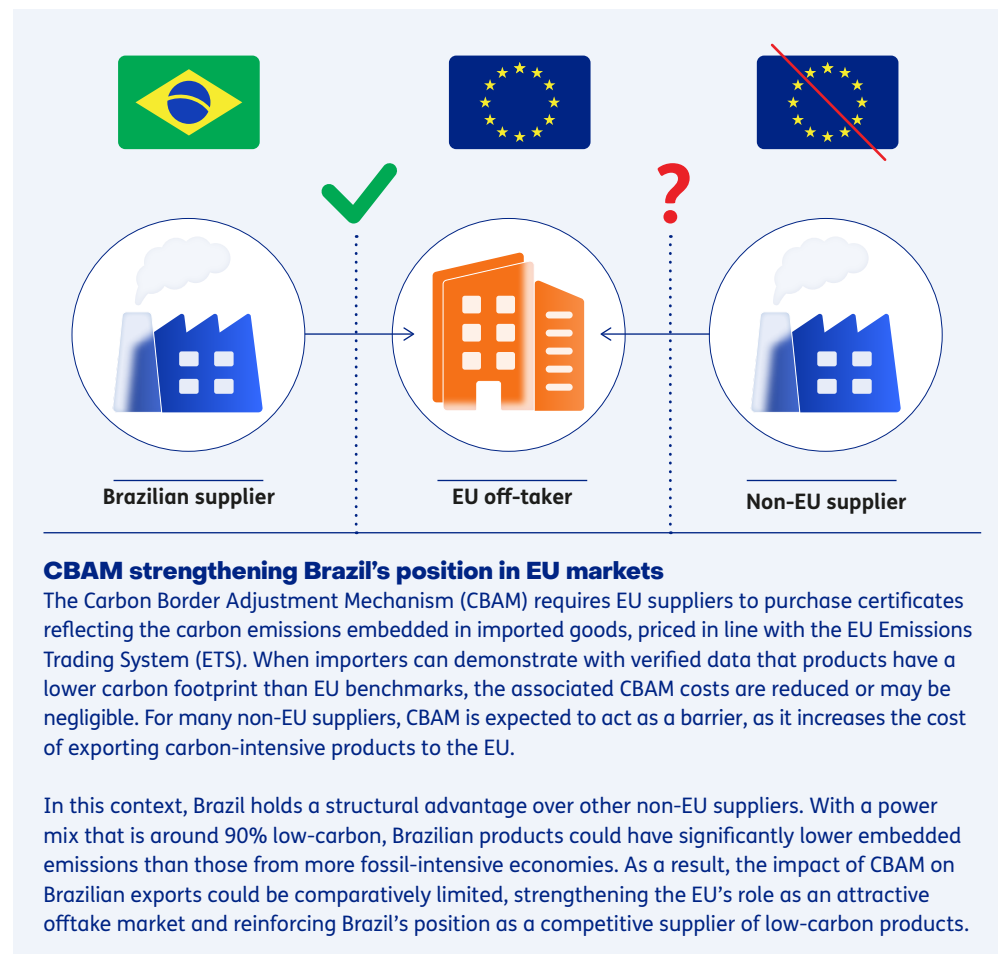 ?
Brazilian supplier
EU off-taker
Non-EU supplier
CBAM strengthening Brazil's position in EU markets
The Carbon Border Adjustment Mechanism (CBAM) requires EU suppliers to purchase certificates
reflecting the carbon emissions embedded in imported goods, priced in line with the EU Emissions
Trading System (ETS). When importers can demonstrate with verified data that products have a
lower carbon footprint than EU benchmarks, the associated CBAM costs are reduced or may be
negligible. For many non-EU suppliers, CBAM is expected to act as a barrier, as it increases the cost
of exporting carbon-intensive products to the EU.
In this context, Brazil holds a structural advantage over other non-EU suppliers. With a power
mix that is around 90% low-carbon, Brazilian products could have significantly lower embedded
emissions than those from more fossil-intensive economies. As a result, the impact of CBAM on
Brazilian exports could be comparatively limited, strengthening the EU's role as an attractive
offtake market and reinforcing Brazil's position as a competitive supplier of low-carbon products.